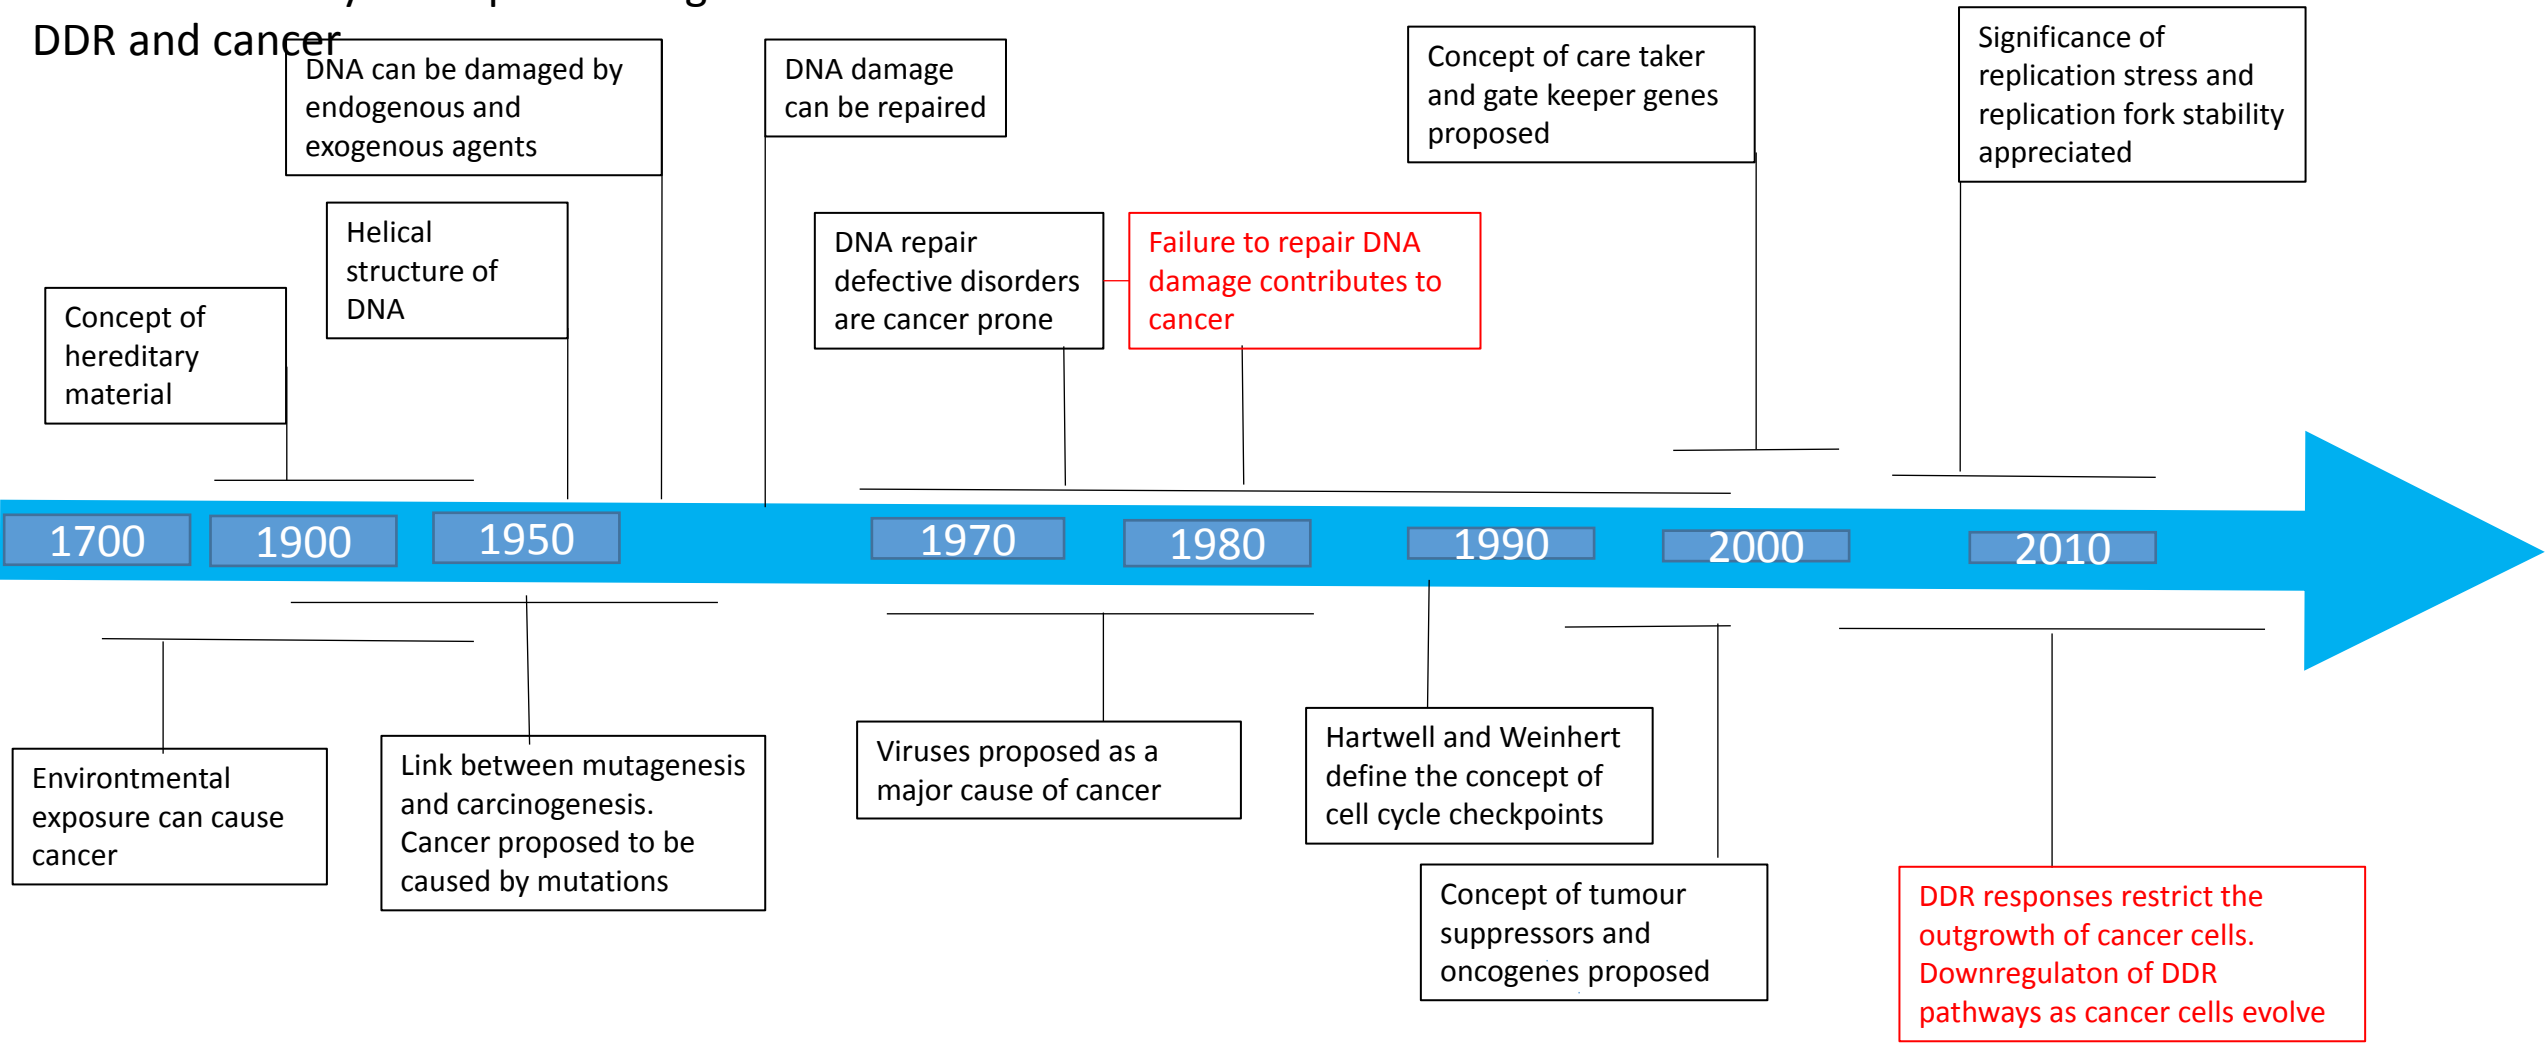 DDR and cancer
DNA can be damaged by
endogenous and
exogenous agents
DNA damage
can be repaired
Concept of care taker
and gate keeper genes
proposed
Significance of
replication stress and
replication fork stability
appreciated
Helical
structure of
DNA
DNA repair
defective disorders
are cancer prone
Failure to repair DNA
damage contributes to
cancer
Concept of
hereditary
material
1700
1900
1950
1970
1980
1990
2000
2010
Environtmental
exposure can cause
cancer
Link between mutagenesis
and carcinogenesis.
Cancer proposed to be
caused by mutations
Viruses proposed as a
major cause of cancer
Hartwell and Weinhert
define the concept of
cell cycle checkpoints
Concept of tumour
suppressors and
oncogenes proposed
DDR responses restrict the
outgrowth of cancer cells.
Downregulaton of DDR
pathways as cancer cells evolve